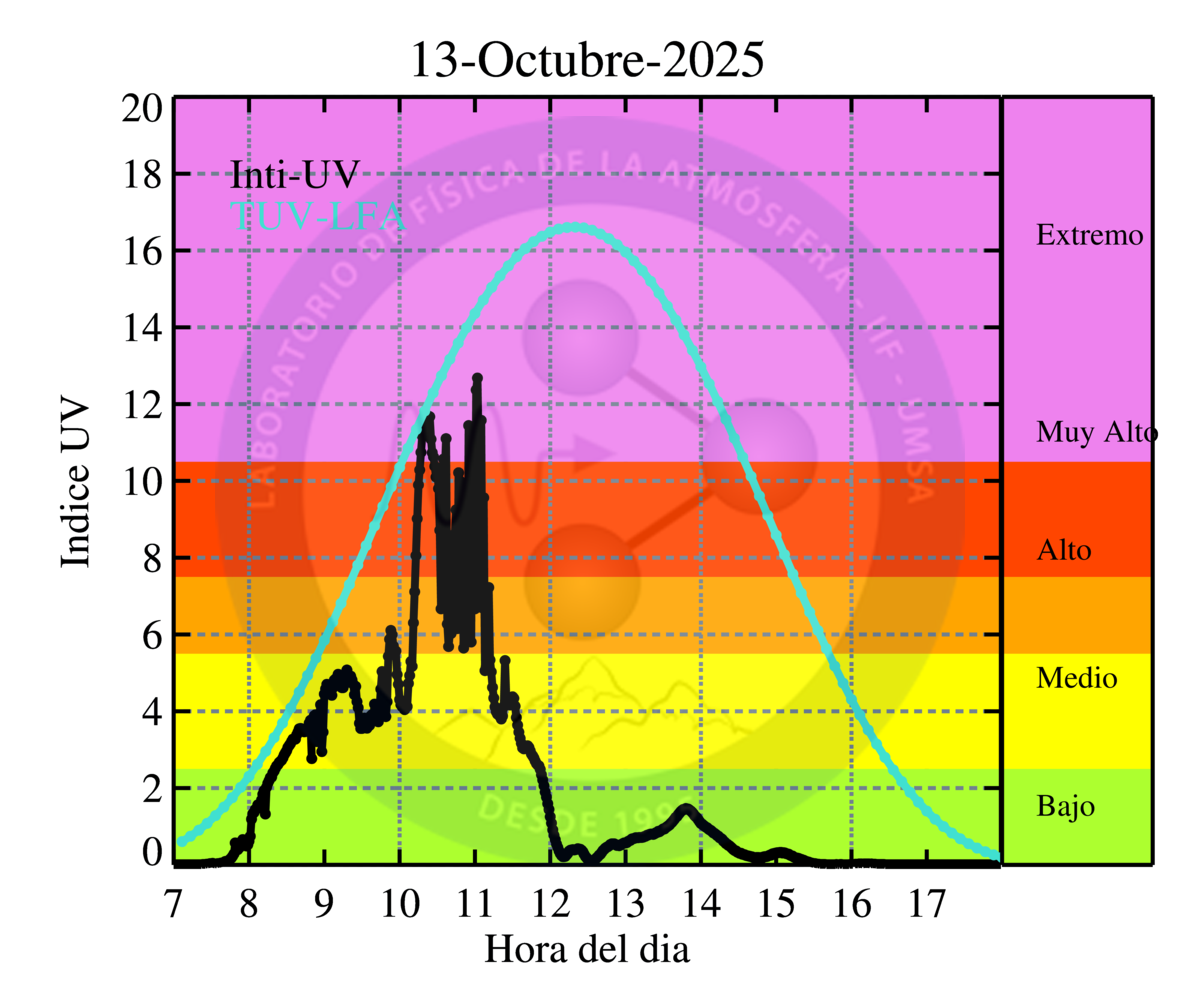 13-Octubre-2025
20
18
16
14
12
10
8
6
4
2
0
Indice UV
Inti-UV
TUV-LFA
LABORATORIO DE FÍSICA DE LA ATMÓSFERA - IIF - UMSA
Extremo
Muy Alto
Alto
Medio
Bajo
7 8 9 10 11 12 13 14 15 16 17
Hora del dia